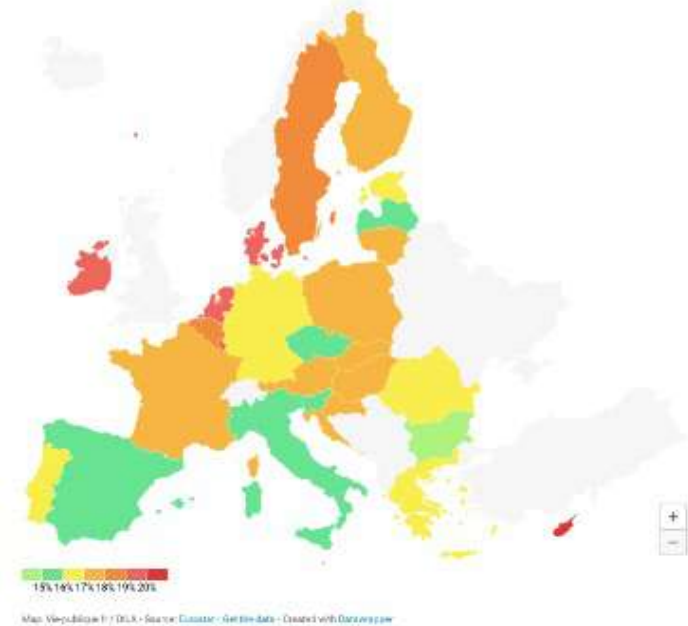 +
−
15% 16% 17% 18% 19% 20%
Map: Vie-publique.fr / DILA • Source: Eurostat • Get the data • Created with Datawrapper